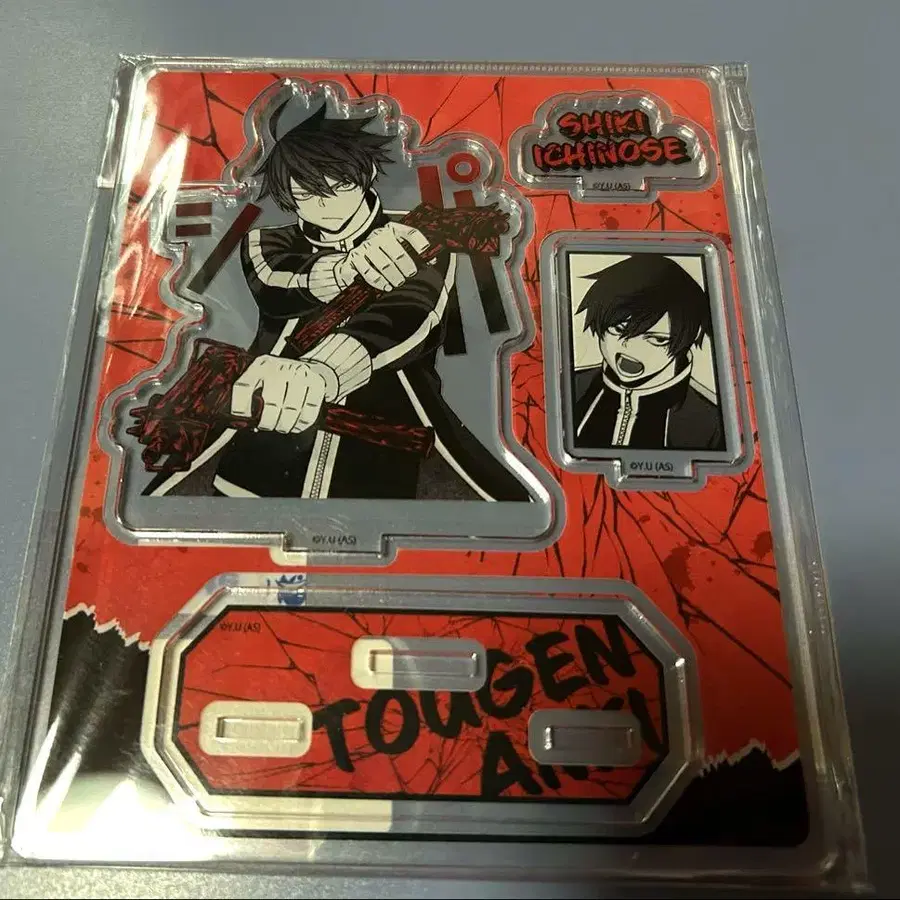 SHIKI
ICHINOSE
©Y.U (AS)
©Y.U (AS)
©Y.U (AS)
©Y.U (AS)
TOUGEN
ANKI